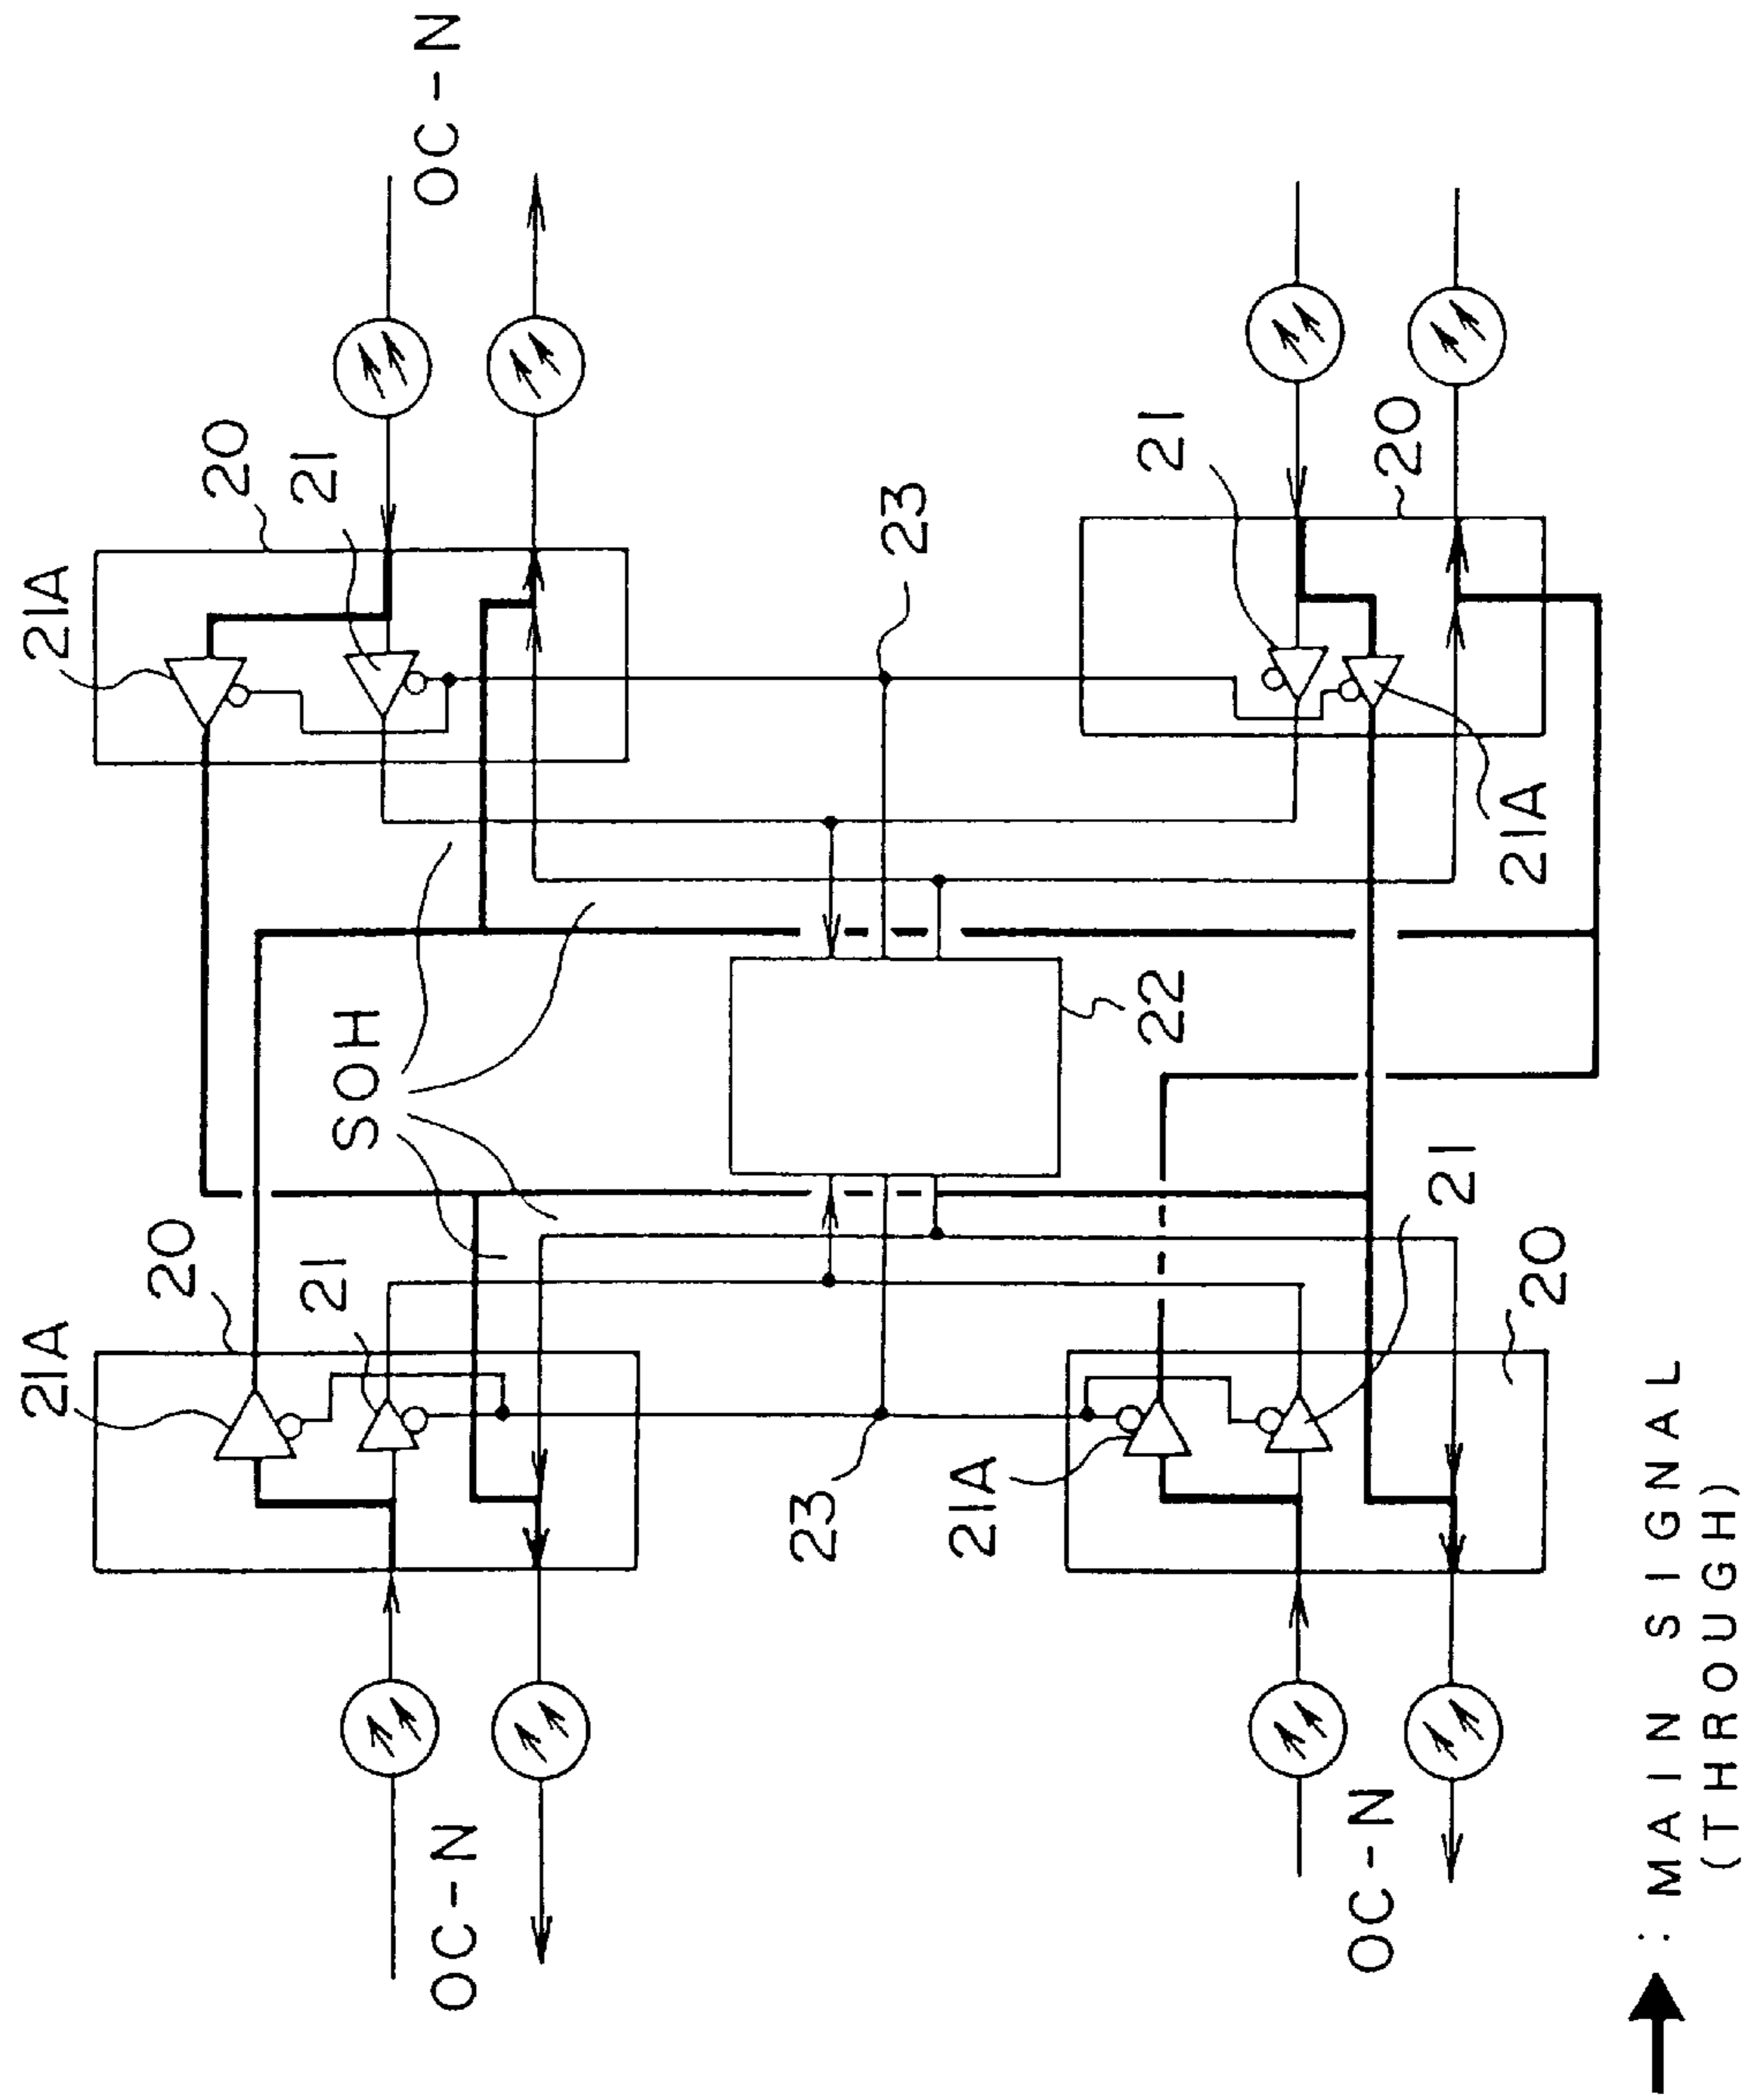 OC-N
20
21
21A
21
20
23
21A
SOH
22
21
20
21
21A
20
23
21A
OC-N
OC-N
: MAIN SIGNAL
(THROUGH)